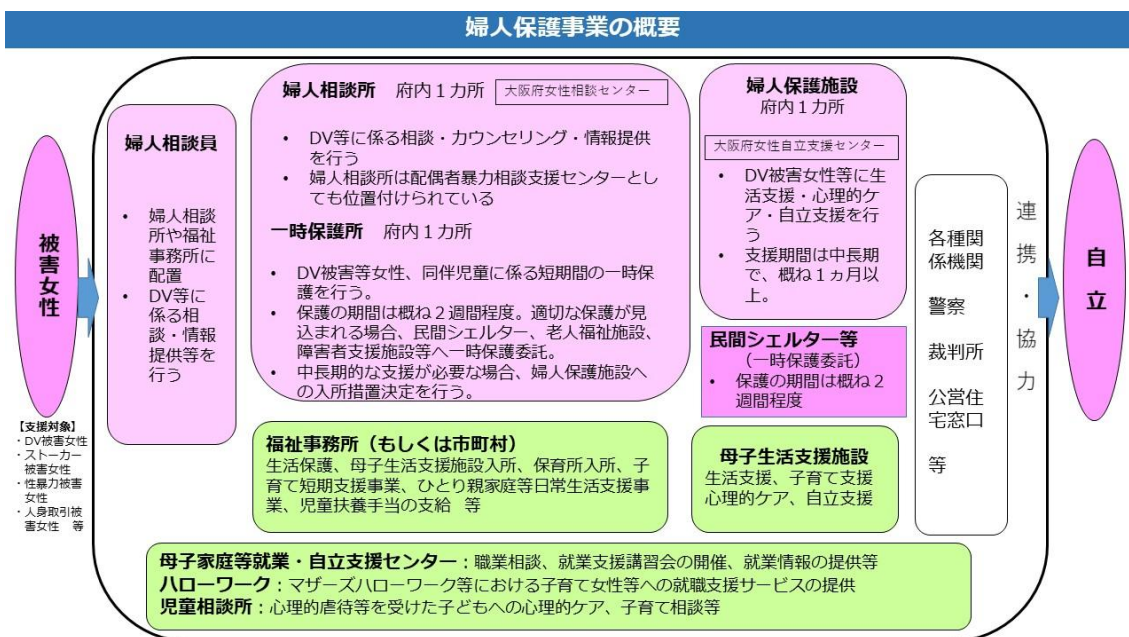 婦人保護事業の概要
被害女性
【支援対象】
・DV被害女性
・ストーカー
被害女性
・性暴力被害
女性
・人身取引被
害女性　等
婦人相談員
• 婦人相談
所や福祉
事務所に
配置
• DV等に
係る相
談・情報
提供等を
行う
婦人相談所　府内１カ所　大阪府女性相談センター
• DV等に係る相談・カウンセリング・情報提供
を行う
• 婦人相談所は配偶者暴力相談支援センターとし
ても位置付けられている
一時保護所　府内１カ所
• DV被害等女性、同伴児童に係る短期間の一時保
護を行う。
• 保護の期間は概ね２週間程度。適切な保護が見
込まれる場合、民間シェルター、老人福祉施設、
障害者支援施設等へ一時保護委託。
• 中長期的な支援が必要な場合、婦人保護施設へ
の入所措置決定を行う。
婦人保護施設
府内１カ所
大阪府女性自立支援センター
• DV被害女性等に生
活支援・心理的ケ
ア・自立支援を行
う
• 支援期間は中長期
で、概ね１ヵ月以
上。
民間シェルター等
（一時保護委託）
• 保護の期間は概ね２
週間程度
福祉事務所（もしくは市町村）
生活保護、母子生活支援施設入所、保育所入所、子
育て短期支援事業、ひとり親家庭等日常生活支援事
業、児童扶養手当の支給　等
母子生活支援施設
生活支援、子育て支援
心理的ケア、自立支援
母子家庭等就業・自立支援センター：職業相談、就業支援講習会の開催、就業情報の提供等
ハローワーク：マザーズハローワーク等における子育て女性等への就職支援サービスの提供
児童相談所：心理的虐待等を受けた子どもへの心理的ケア、子育て相談等
各種関
係機関
警察
裁判所
公営住
宅窓口
等
連携・協力
自立